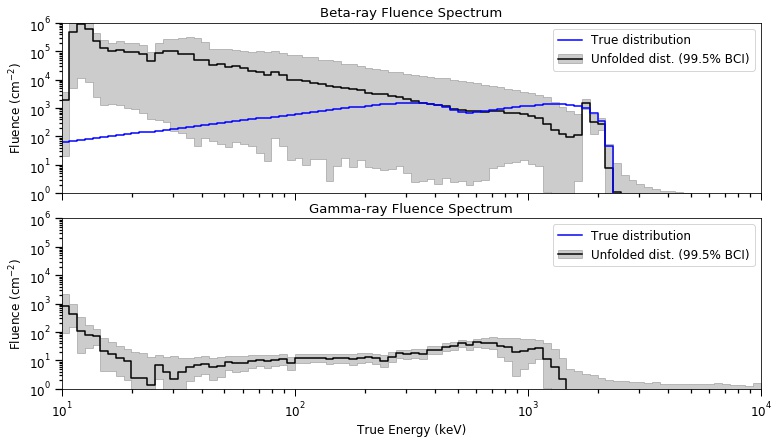 Beta-ray Fluence Spectrum
10^6
10^5
10^4
10^3
10^2
10^1
10^0
Fluence (cm^−2)
True distribution
Unfolded dist. (99.5% BCI)
Gamma-ray Fluence Spectrum
10^6
10^5
10^4
10^3
10^2
10^1
10^0
Fluence (cm^−2)
True distribution
Unfolded dist. (99.5% BCI)
10^1 10^2 10^3 10^4
True Energy (keV)